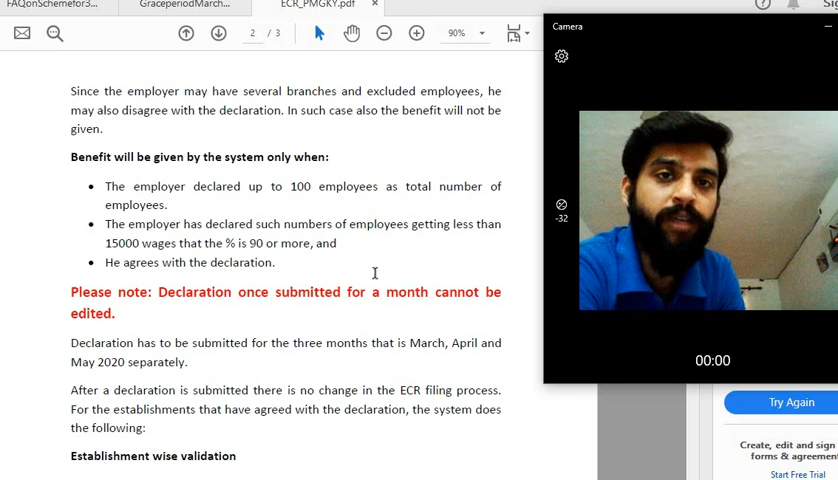 FAQonSchemefor3...
GraceperiodMarch...
ECR_PMGKY.pdf
2 / 3
90%
Since the employer may have several branches and excluded employees, he
may also disagree with the declaration. In such case also the benefit will not be
given.
Benefit will be given by the system only when:
• The employer declared up to 100 employees as total number of
employees.
• The employer has declared such numbers of employees getting less than
15000 wages that the % is 90 or more, and
• He agrees with the declaration.
Please note: Declaration once submitted for a month cannot be
edited.
Declaration has to be submitted for the three months that is March, April and
May 2020 separately.
After a declaration is submitted there is no change in the ECR filing process.
For the establishments that have agreed with the declaration, the system does
the following:
Establishment wise validation
Camera
-32
00:00
Try Again
Create, edit and sign
forms & agreement
Start Free Trial